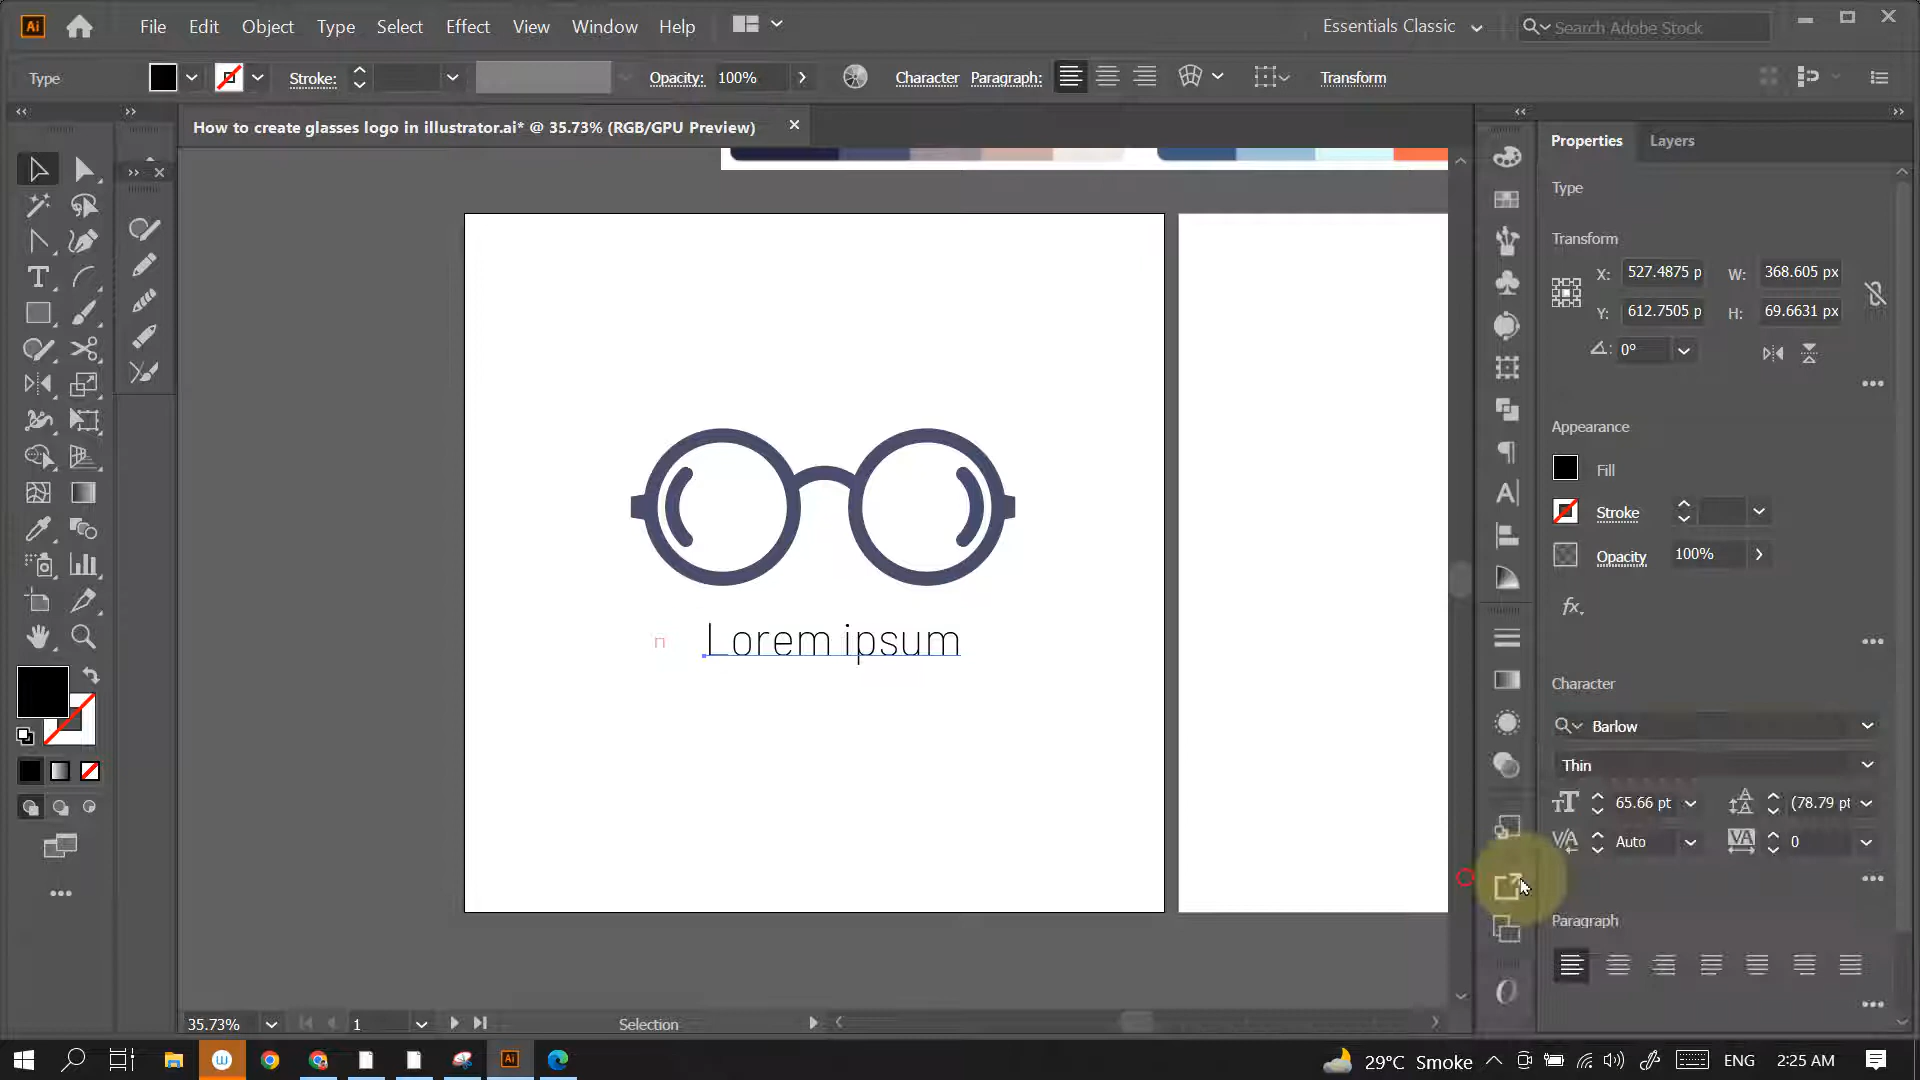 File Edit Object Type Select Effect View Window Help
Essentials Classic
Search Adobe Stock
Type
Stroke:
Opacity: 100%
Character Paragraph:
Transform
How to create glasses logo in illustrator.ai* @ 35.73% (RGB/GPU Preview)
Properties Layers
Type
Transform
X: 527.4875 p W: 368.605 px
Y: 612.7505 p H: 69.6631 px
0°
Appearance
Fill
Stroke
Opacity 100%
fx.
Lorem ipsum
Character
Barlow
Thin
65.66 pt (78.79 pt
Auto 0
Paragraph
35.73% 1 Selection
29°C Smoke ENG 2:25 AM